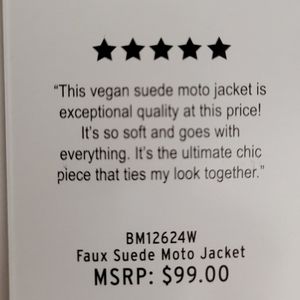 “This vegan suede moto jacket is
exceptional quality at this price!
It’s so soft and goes with
everything. It’s the ultimate chic
piece that ties my look together.”
BM12624W
Faux Suede Moto Jacket
MSRP: $99.00